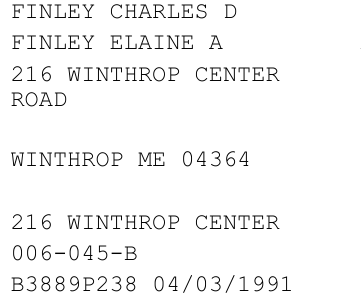 FINLEY CHARLES D
FINLEY ELAINE A
216 WINTHROP CENTER
ROAD
WINTHROP ME 04364
216 WINTHROP CENTER
006-045-B
B3889P238 04/03/1991